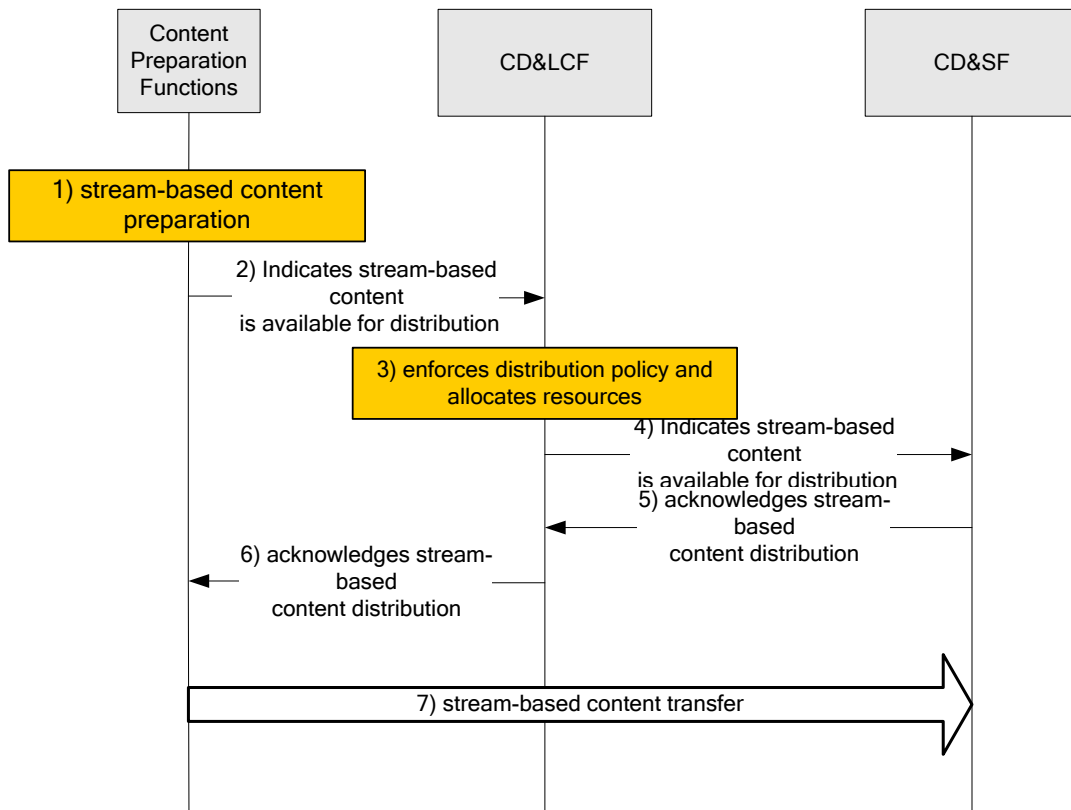 Content
Preparation
Functions
CD&LCF
CD&SF
1) stream-based content
preparation
2) Indicates stream-based
content
is available for distribution
3) enforces distribution policy and
allocates resources
4) Indicates stream-based
content
is available for distribution
5) acknowledges stream-
based
content distribution
6) acknowledges stream-
based
content distribution
7) stream-based content transfer